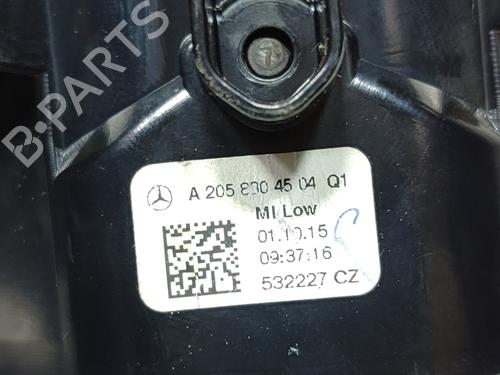 B-PARTS
A 205 830 45 04 Q1
MI Low
01.10.15
09:37:16
532227 CZ